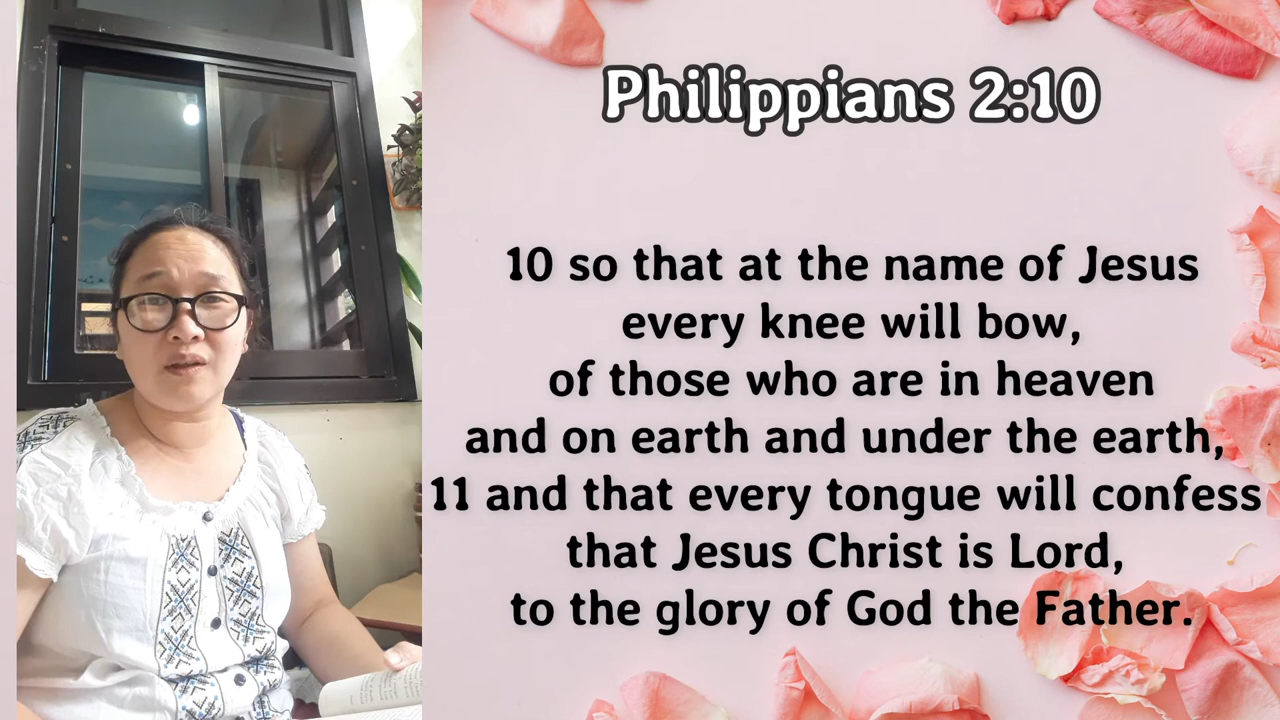 Philippians 2:10
10 so that at the name of Jesus
every knee will bow,
of those who are in heaven
and on earth and under the earth,
11 and that every tongue will confess
that Jesus Christ is Lord,
to the glory of God the Father.